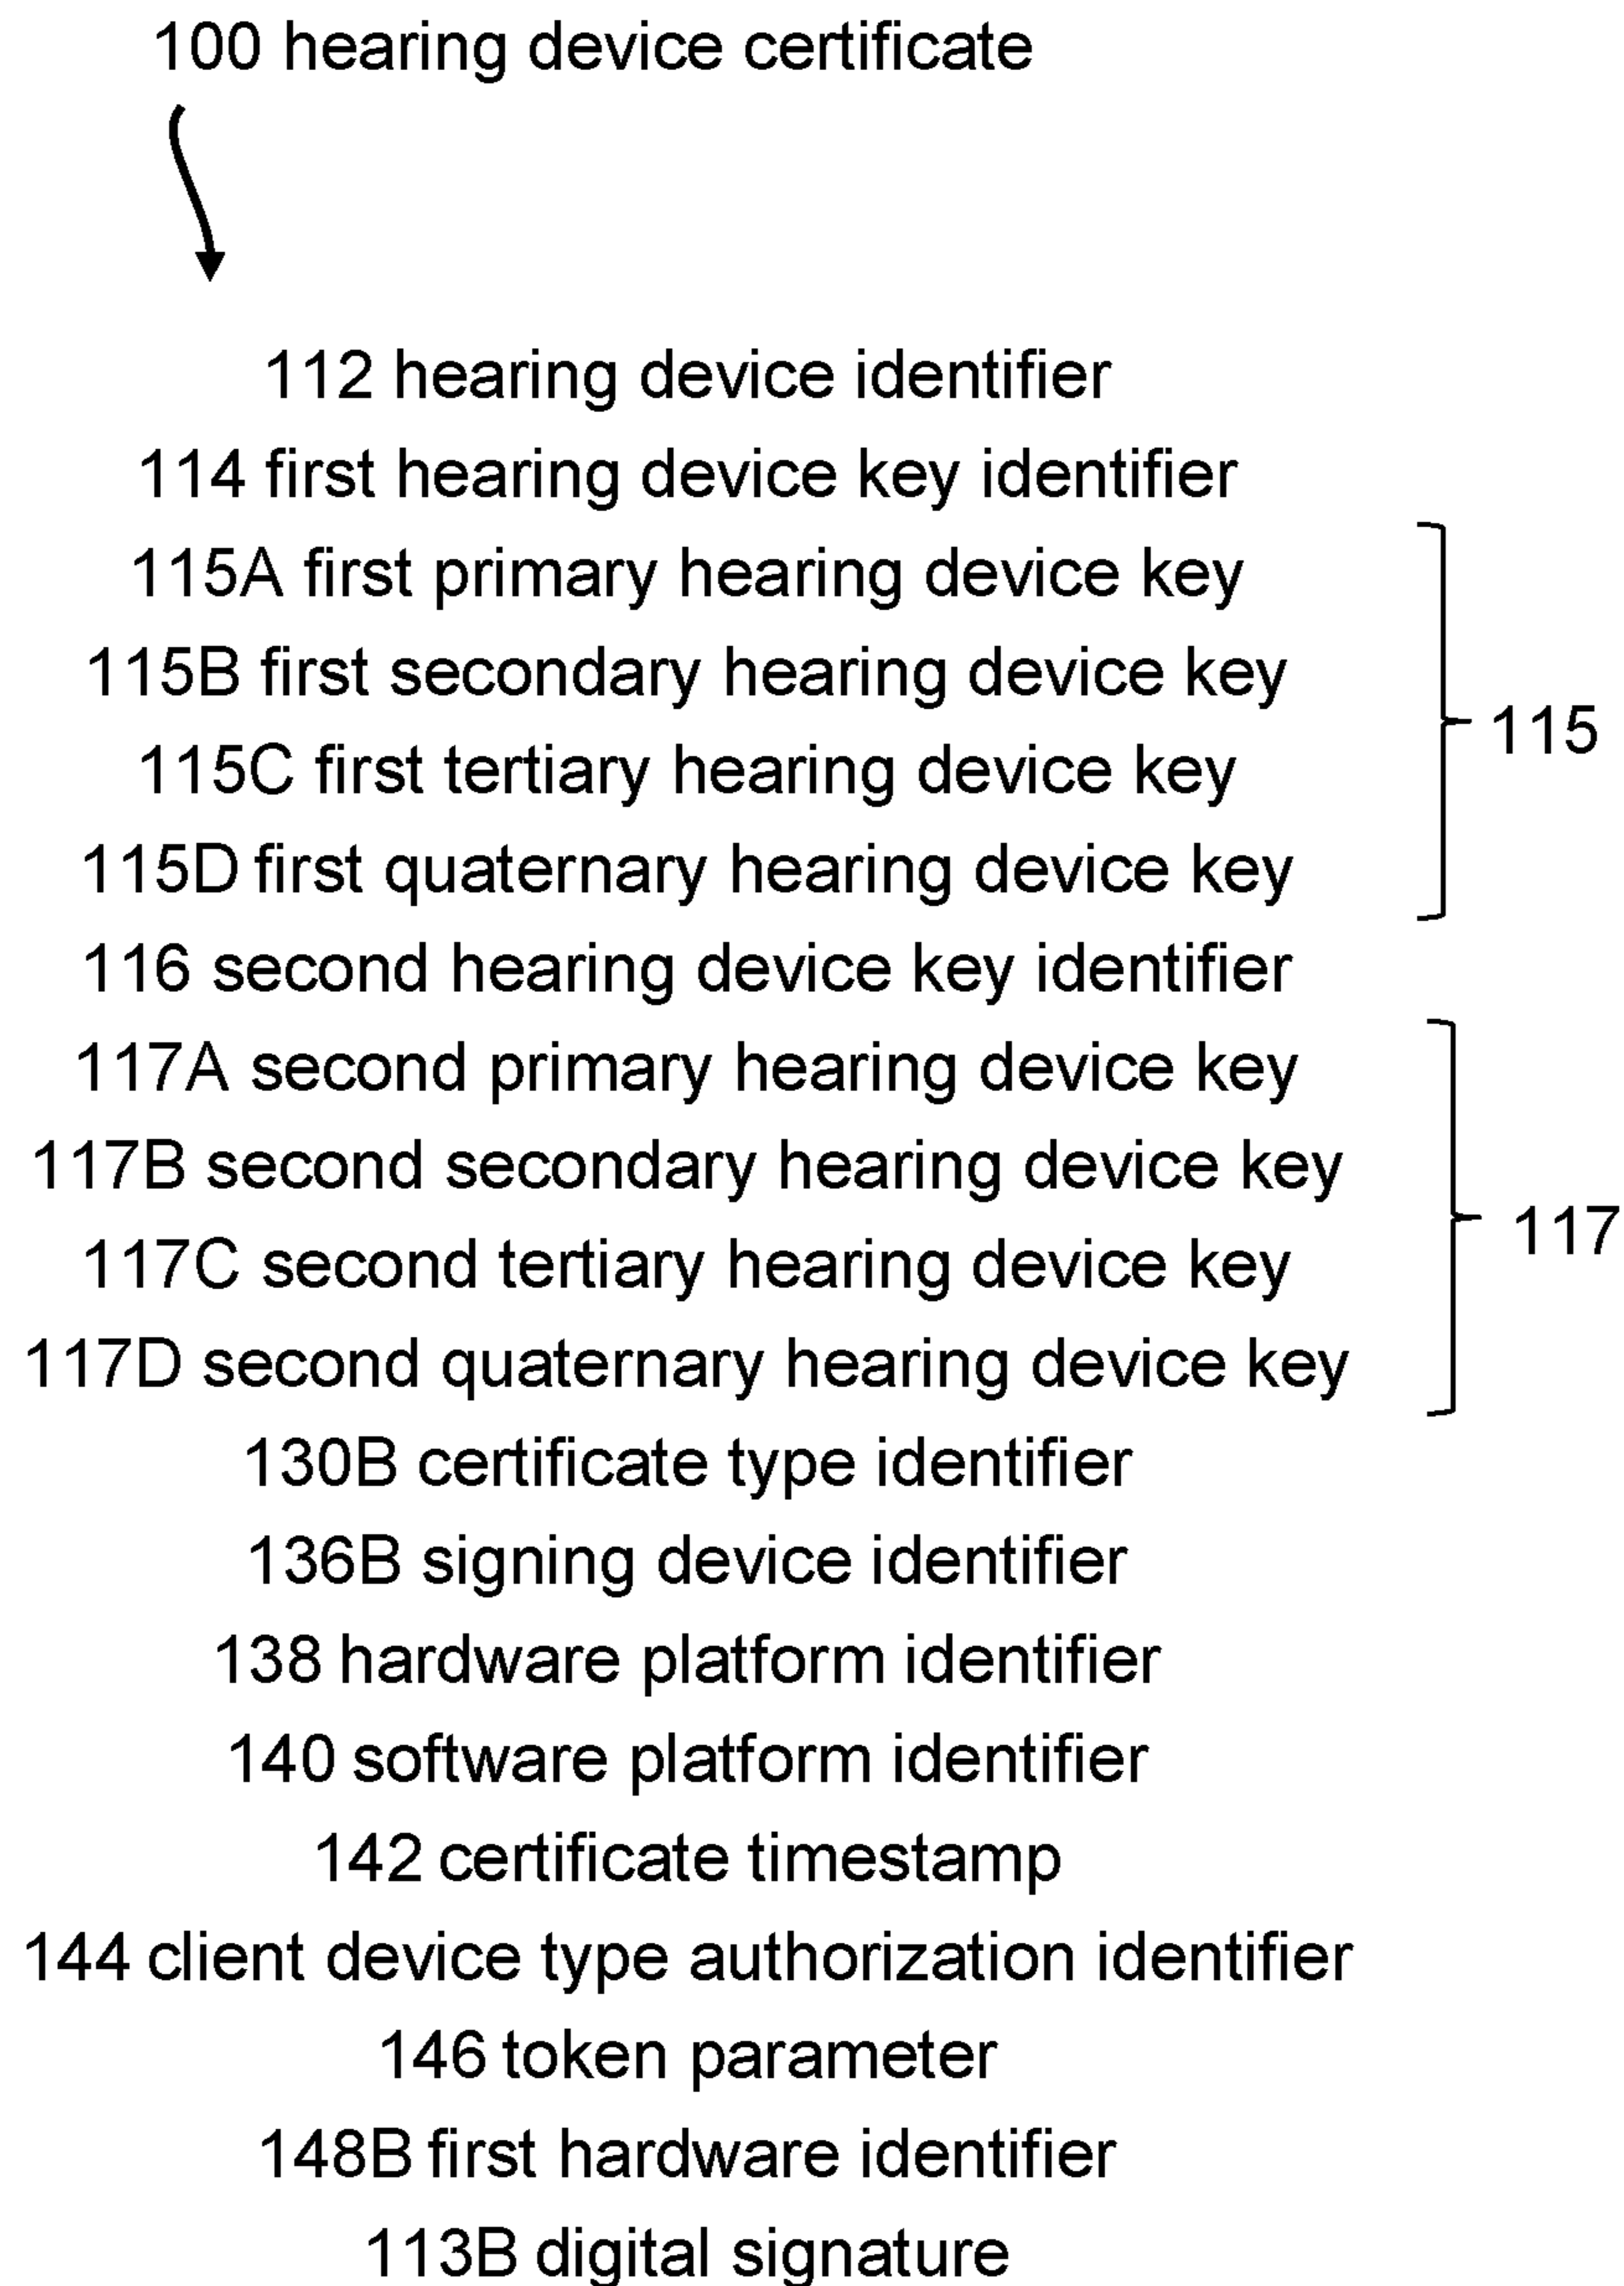 100 hearing device certificate
112 hearing device identifier
114 first hearing device key identifier
115A first primary hearing device key
115B first secondary hearing device key
115C first tertiary hearing device key
115D first quaternary hearing device key
115
116 second hearing device key identifier
117A second primary hearing device key
117B second secondary hearing device key
117C second tertiary hearing device key
117D second quaternary hearing device key
117
130B certificate type identifier
136B signing device identifier
138 hardware platform identifier
140 software platform identifier
142 certificate timestamp
144 client device type authorization identifier
146 token parameter
148B first hardware identifier
113B digital signature